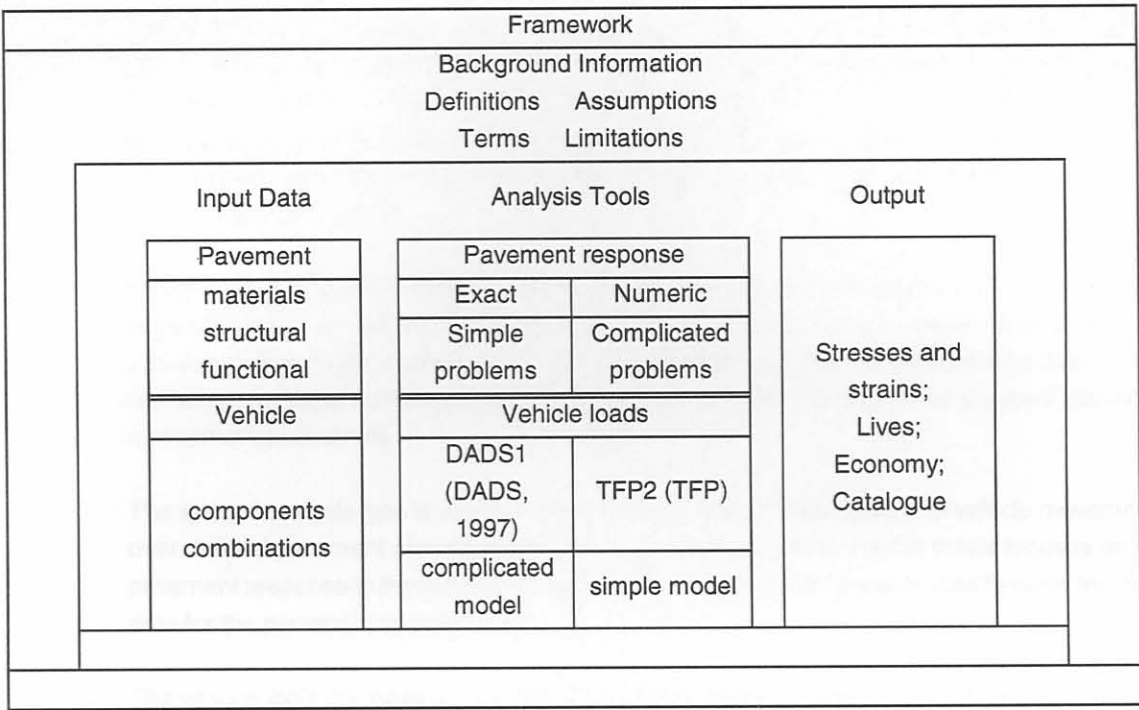 Framework
Background Information
Definitions Assumptions
Terms Limitations
Input Data Analysis Tools Output
Pavement
materials
structural
functional
Vehicle
components
combinations
Pavement response
Exact Numeric
Simple Complicated
problems problems
Vehicle loads
DADS1
(DADS,
1997)
complicated
model
TFP2 (TFP)
simple model
Stresses and
strains;
Lives;
Economy;
Catalogue